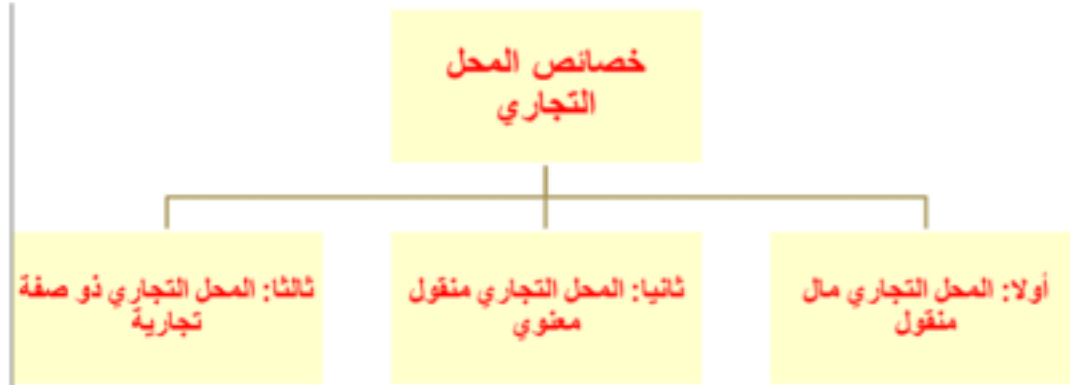 خصائص المحل
التجاري
أولا: المحل التجاري مال
منقول
ثانيا: المحل التجاري منقول
معنوي
ثالثا: المحل التجاري ذو صفة
تجارية